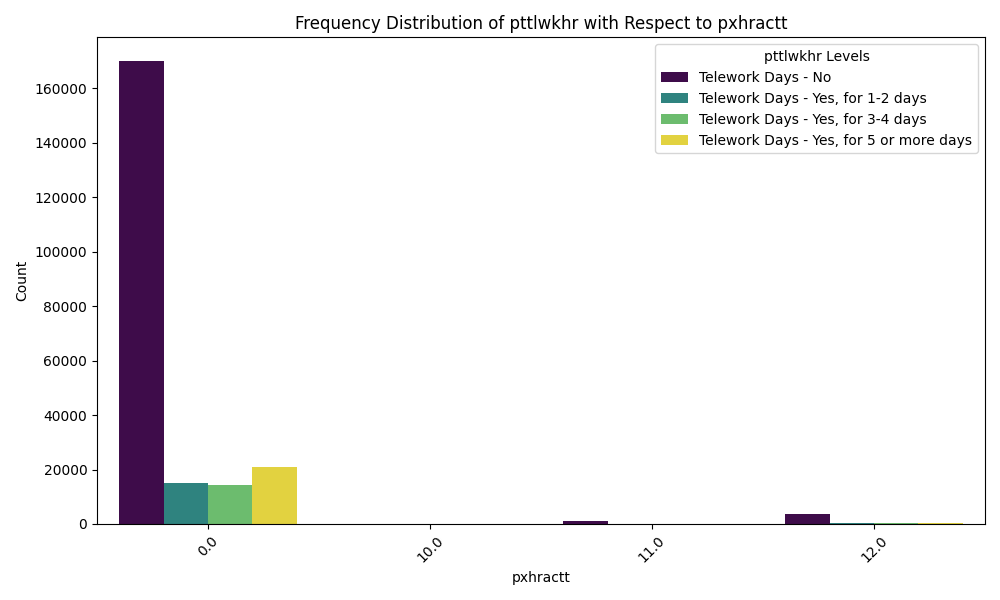 Frequency Distribution of pttlwkhr with Respect to pxhractt
pttlwkhr Levels
Telework Days - No
Telework Days - Yes, for 1-2 days
Telework Days - Yes, for 3-4 days
Telework Days - Yes, for 5 or more days
Count
160000
140000
120000
100000
80000
60000
40000
20000
0
0.0
10.0
11.0
12.0
pxhractt